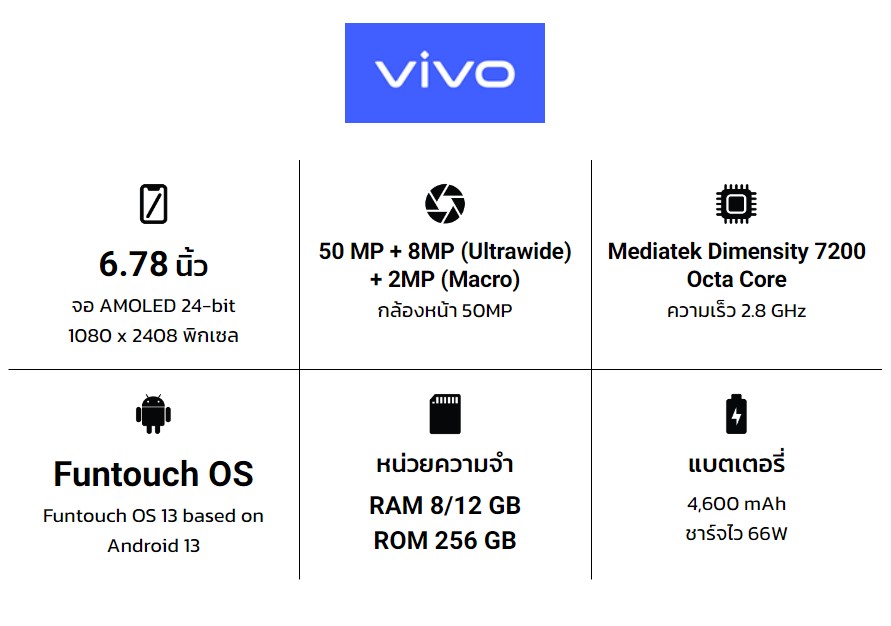 vivo
6.78 นิ้ว
จอ AMOLED 24-bit
1080 x 2408 พิกเซล
50 MP + 8MP (Ultrawide)
+ 2MP (Macro)
กล้องหน้า 50MP
Mediatek Dimensity 7200
Octa Core
ความเร็ว 2.8 GHz
Funtouch OS
Funtouch OS 13 based on
Android 13
หน่วยความจำ
RAM 8/12 GB
ROM 256 GB
แบตเตอรี่
4,600 mAh
ชาร์จไว 66W